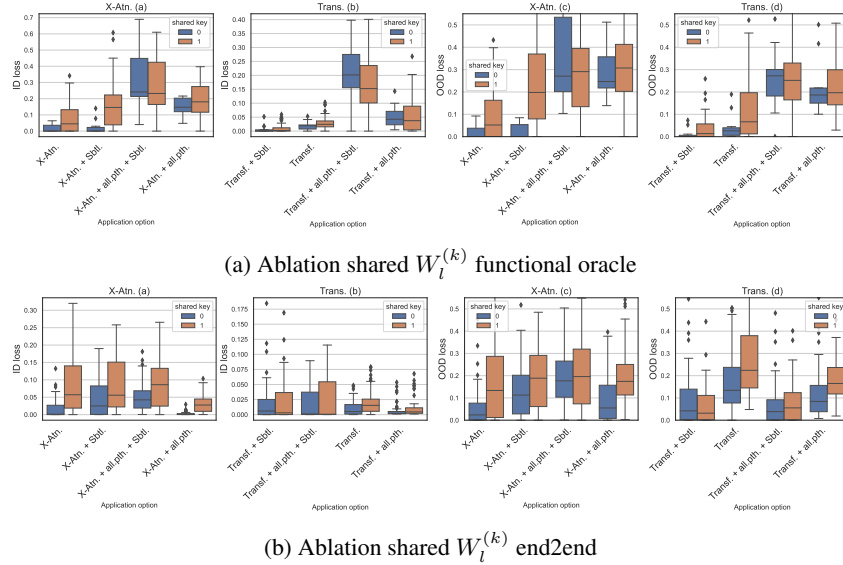 X-Atn. (a)
ID loss
0.7
0.6
0.5
0.4
0.3
0.2
0.1
0.0
shared key
0
1
X-Atn.
X-Atn. + Sbtl.
X-Atn. + all.pth + Sbtl.
X-Atn. + all.pth.
Application option
Trans. (b)
ID loss
0.40
0.35
0.30
0.25
0.20
0.15
0.10
0.05
0.00
shared key
0
1
Transf. + Sbtl.
Transf.
Transf. + all.pth + Sbtl.
Transf. + all.pth.
Application option
X-Atn. (c)
OOD loss
0.5
0.4
0.3
0.2
0.1
0.0
shared key
0
1
X-Atn.
X-Atn. + Sbtl.
X-Atn. + all.pth + Sbtl.
X-Atn. + all.pth.
Application option
Trans. (d)
OOD loss
0.5
0.4
0.3
0.2
0.1
0.0
shared key
0
1
Transf. + Sbtl.
Transf.
Transf. + all.pth + Sbtl.
Transf. + all.pth.
Application option
(a) Ablation shared W_l^{(k)} functional oracle
X-Atn. (a)
ID loss
0.30
0.25
0.20
0.15
0.10
0.05
0.00
shared key
0
1
X-Atn.
X-Atn. + Sbtl.
X-Atn. + all.pth + Sbtl.
X-Atn. + all.pth.
Application option
Trans. (b)
ID loss
0.175
0.150
0.125
0.100
0.075
0.050
0.025
0.000
shared key
0
1
Transf. + Sbtl.
Transf. + all.pth + Sbtl.
Transf.
Transf. + all.pth.
Application option
X-Atn. (c)
OOD loss
0.5
0.4
0.3
0.2
0.1
0.0
shared key
0
1
X-Atn.
X-Atn. + Sbtl.
X-Atn. + all.pth + Sbtl.
X-Atn. + all.pth.
Application option
Trans. (d)
OOD loss
0.5
0.4
0.3
0.2
0.1
0.0
shared key
0
1
Transf. + Sbtl.
Transf.
Transf. + all.pth + Sbtl.
Transf. + all.pth.
Application option
(b) Ablation shared W_l^{(k)} end2end